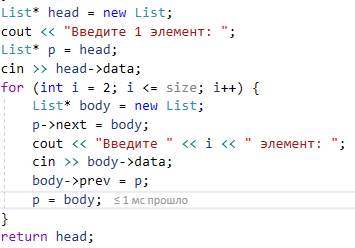 List* head = new List;
cout << "Введите 1 элемент: ";
List* p = head;
cin >> head->data;
for (int i = 2; i <= size; i++) {
List* body = new List;
p->next = body;
cout << "Введите " << i << " элемент: ";
cin >> body->data;
body->prev = p;
p = body; ≤ 1 мс прошло
}
return head;